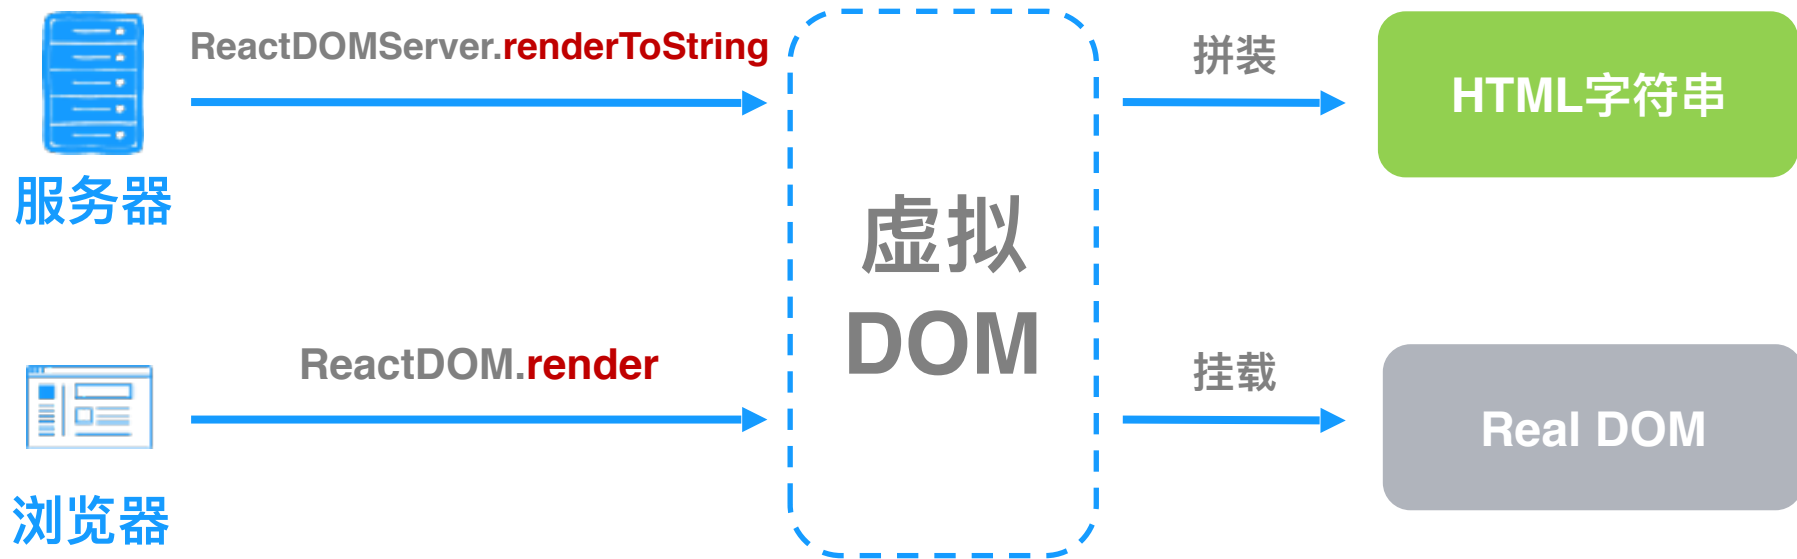 ReactDOMServer.renderToString
拼装
HTML字符串
服务器
虚拟
DOM
ReactDOM.render
挂载
Real DOM
浏览器